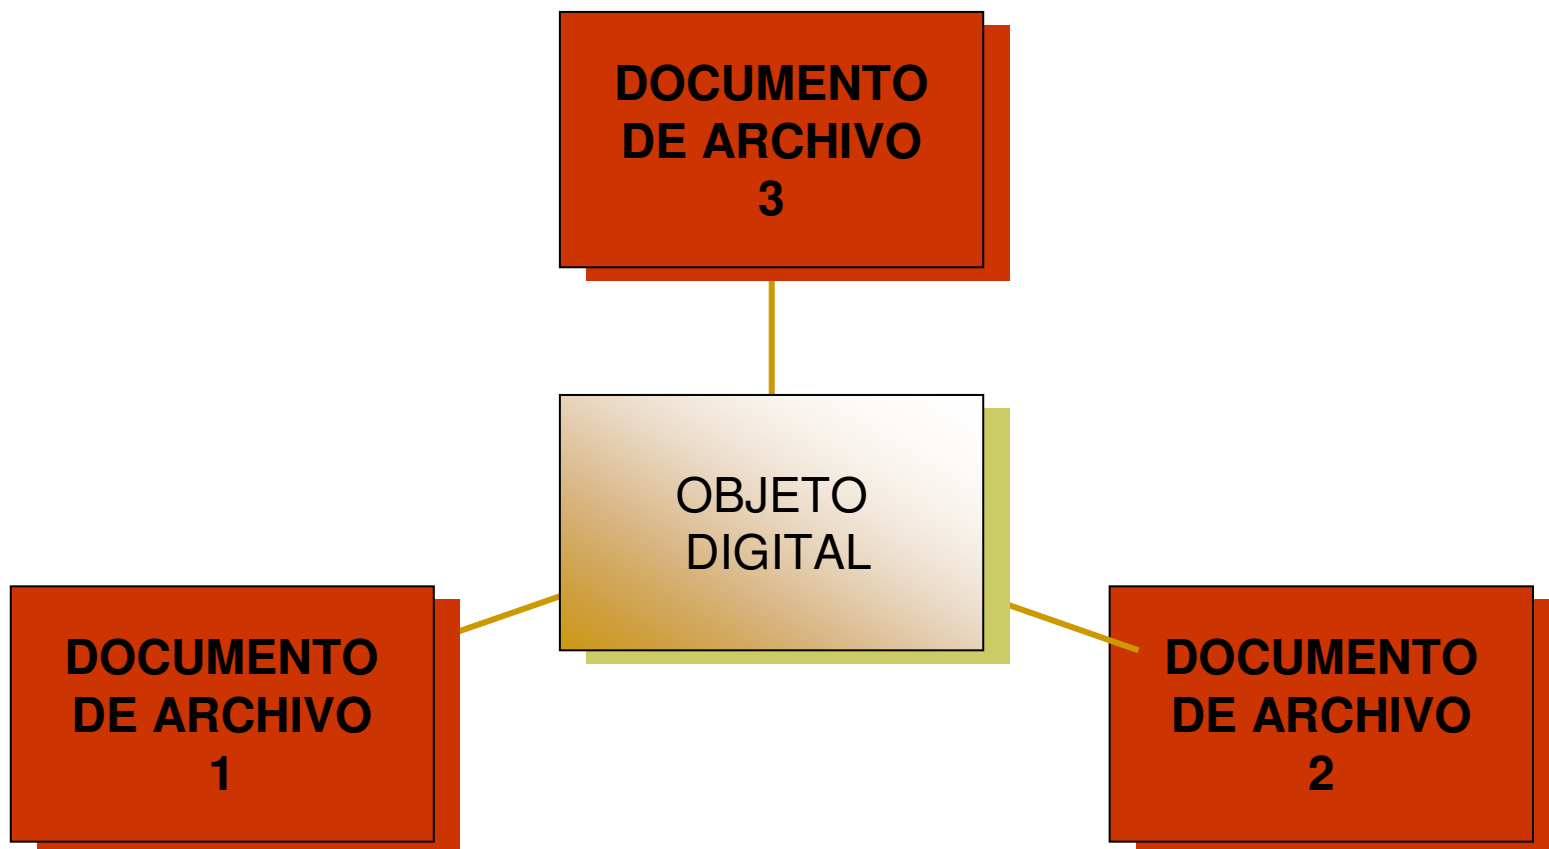 DOCUMENTO
DE ARCHIVO
3
OBJETO
DIGITAL
DOCUMENTO
DE ARCHIVO
1
DOCUMENTO
DE ARCHIVO
2